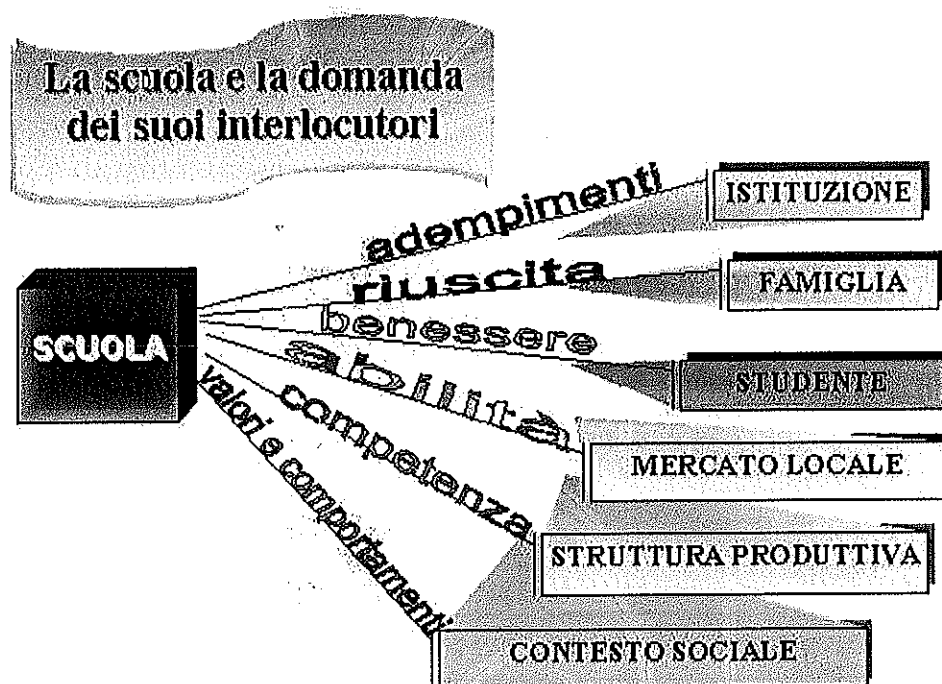 La scuola e la domanda
dei suoi interlocutori
SCUOLA
adempimenti
ISTITUZIONE
riuscita
FAMIGLIA
benessere
STUDENTE
abilità
MERCATO LOCALE
competenza
STRUTTURA PRODUTTIVA
valori e comportamenti
CONTESTO SOCIALE